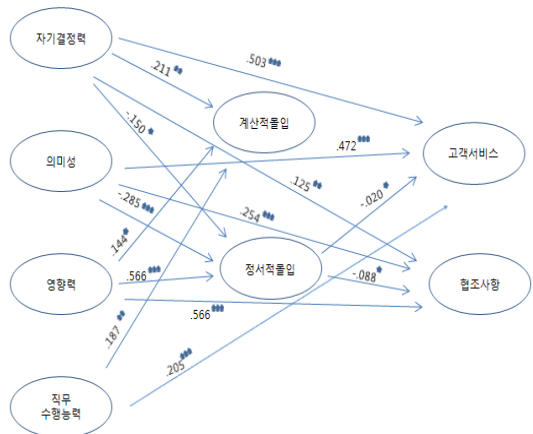 자기결정력
.503***
.211**
계산적몰입
-.150*
.472***
고객서비스
의미성
.125**
-.285***
.254***
-.020*
.144*
정서적몰입
영향력
.566***
-.088*
협조사항
.566***
.187**
.205***
직무
수행능력